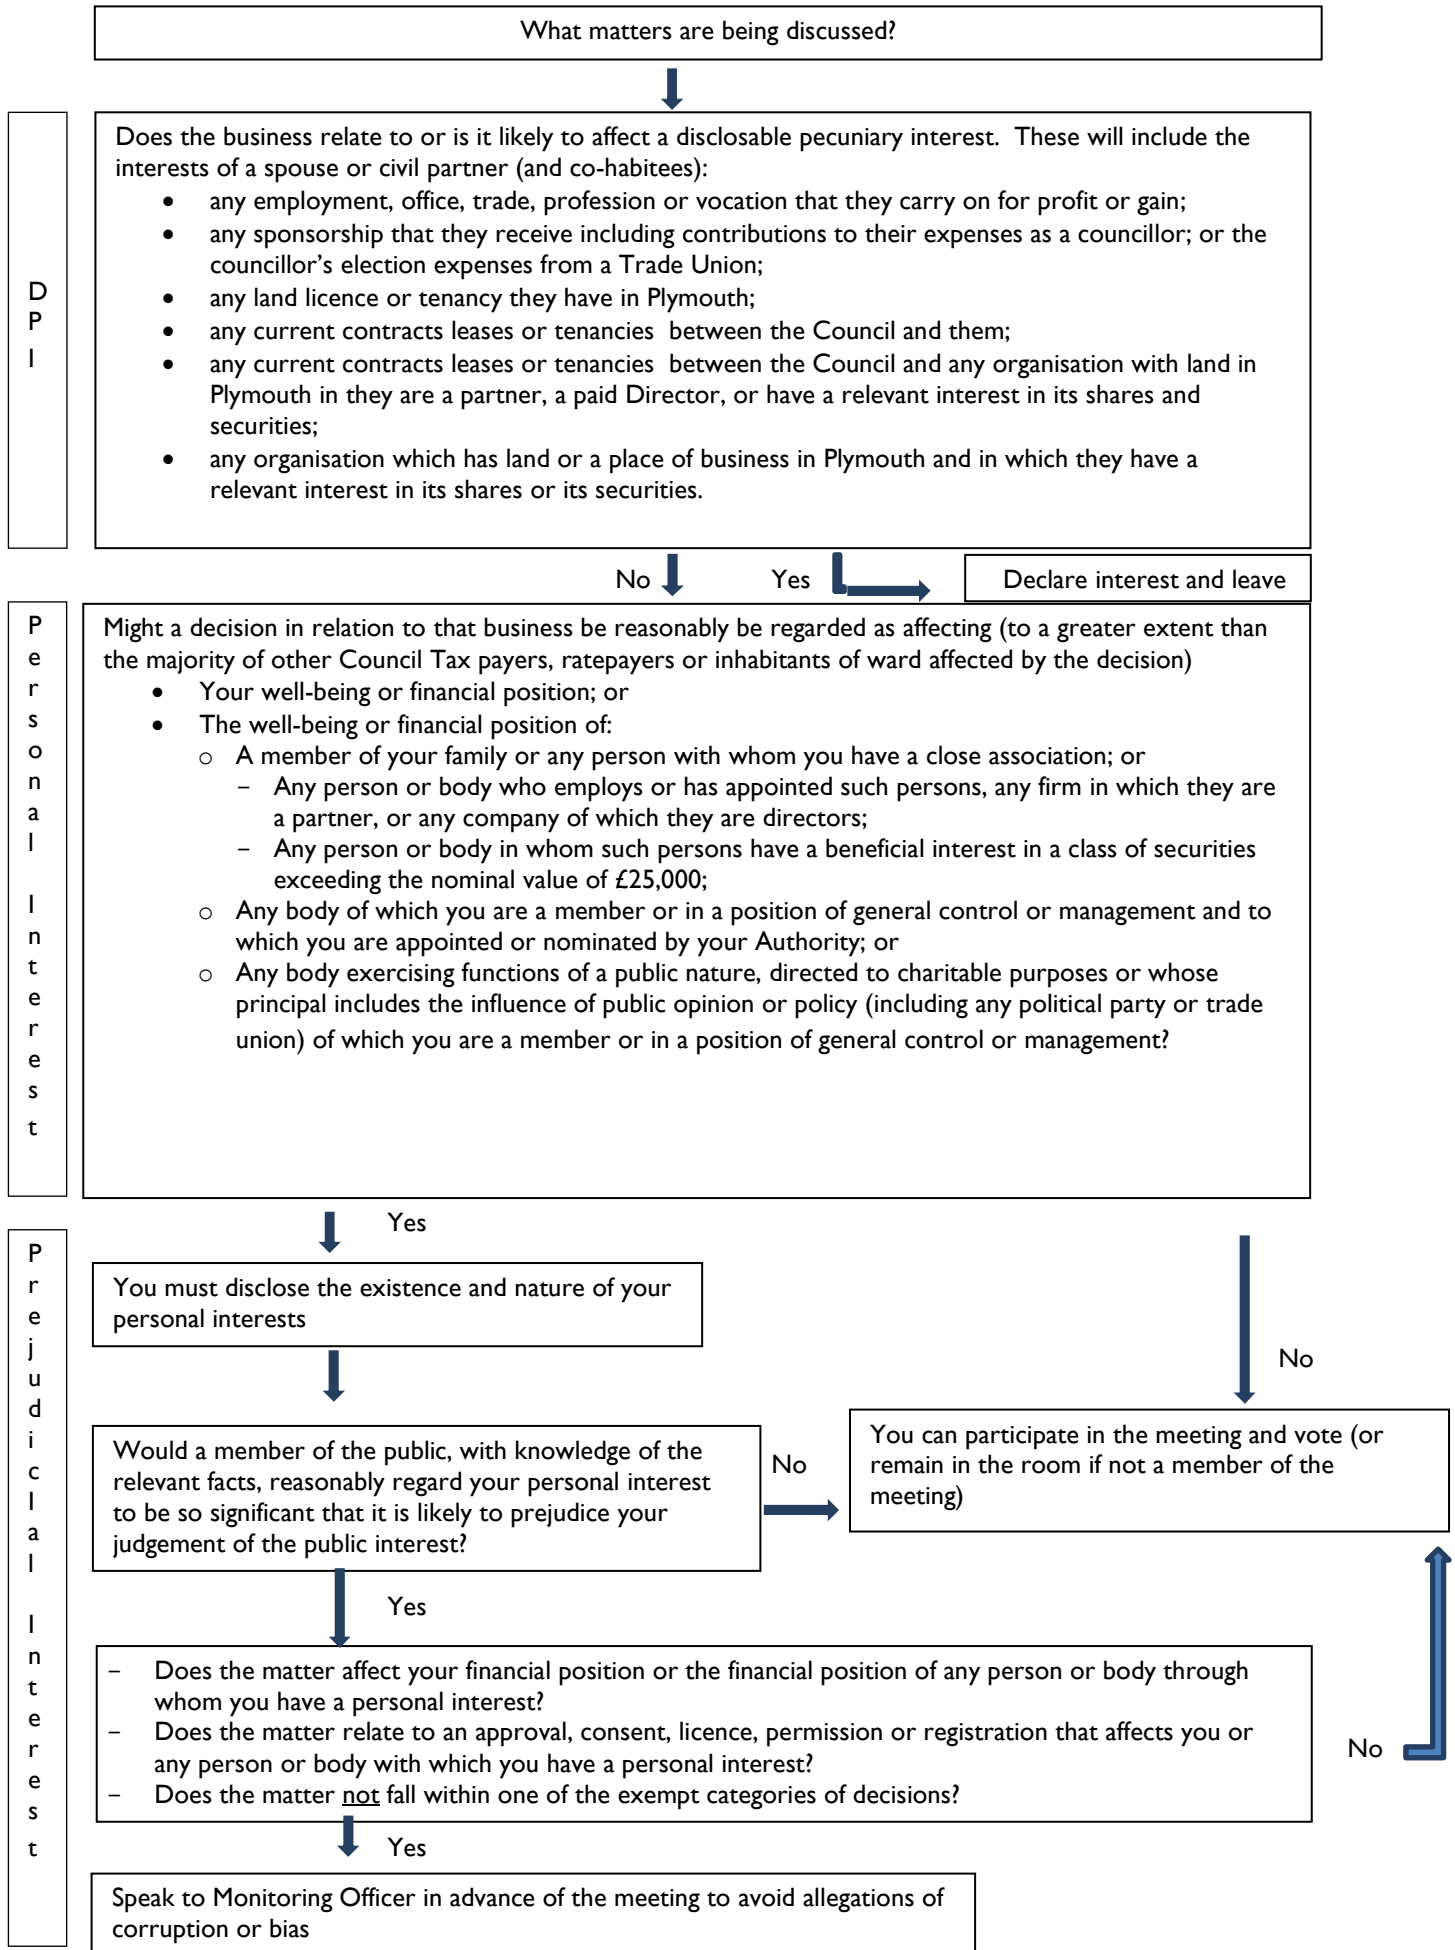 What matters are being discussed?
D
P
I
Does the business relate to or is it likely to affect a disclosable pecuniary interest.  These will include the
interests of a spouse or civil partner (and co-habitees):
• any employment, office, trade, profession or vocation that they carry on for profit or gain;
• any sponsorship that they receive including contributions to their expenses as a councillor; or the
councillor’s election expenses from a Trade Union;
• any land licence or tenancy they have in Plymouth;
• any current contracts leases or tenancies  between the Council and them;
• any current contracts leases or tenancies  between the Council and any organisation with land in
Plymouth in they are a partner, a paid Director, or have a relevant interest in its shares and
securities;
• any organisation which has land or a place of business in Plymouth and in which they have a
relevant interest in its shares or its securities.
No
Yes
Declare interest and leave
P
e
r
s
o
n
a
l
I
n
t
e
r
e
s
t
Might a decision in relation to that business be reasonably be regarded as affecting (to a greater extent than
the majority of other Council Tax payers, ratepayers or inhabitants of ward affected by the decision)
• Your well-being or financial position; or
• The well-being or financial position of:
o A member of your family or any person with whom you have a close association; or
– Any person or body who employs or has appointed such persons, any firm in which they are
a partner, or any company of which they are directors;
– Any person or body in whom such persons have a beneficial interest in a class of securities
exceeding the nominal value of £25,000;
o Any body of which you are a member or in a position of general control or management and to
which you are appointed or nominated by your Authority; or
o Any body exercising functions of a public nature, directed to charitable purposes or whose
principal includes the influence of public opinion or policy (including any political party or trade
union) of which you are a member or in a position of general control or management?
P
r
e
j
u
d
i
c
I
a
l
I
n
t
e
r
e
s
t
Yes
You must disclose the existence and nature of your
personal interests
No
Would a member of the public, with knowledge of the
relevant facts, reasonably regard your personal interest
to be so significant that it is likely to prejudice your
judgement of the public interest?
No
You can participate in the meeting and vote (or
remain in the room if not a member of the
meeting)
Yes
– Does the matter affect your financial position or the financial position of any person or body through
whom you have a personal interest?
– Does the matter relate to an approval, consent, licence, permission or registration that affects you or
any person or body with which you have a personal interest?
– Does the matter not fall within one of the exempt categories of decisions?
No
Yes
Speak to Monitoring Officer in advance of the meeting to avoid allegations of
corruption or bias